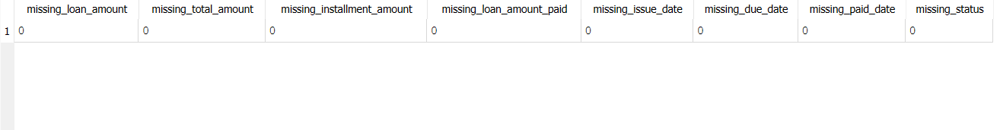 missing_loan_amount missing_total_amount missing_installment_amount missing_loan_amount_paid missing_issue_date missing_due_date missing_paid_date missing_status
1 0 0 0 0 0 0 0 0